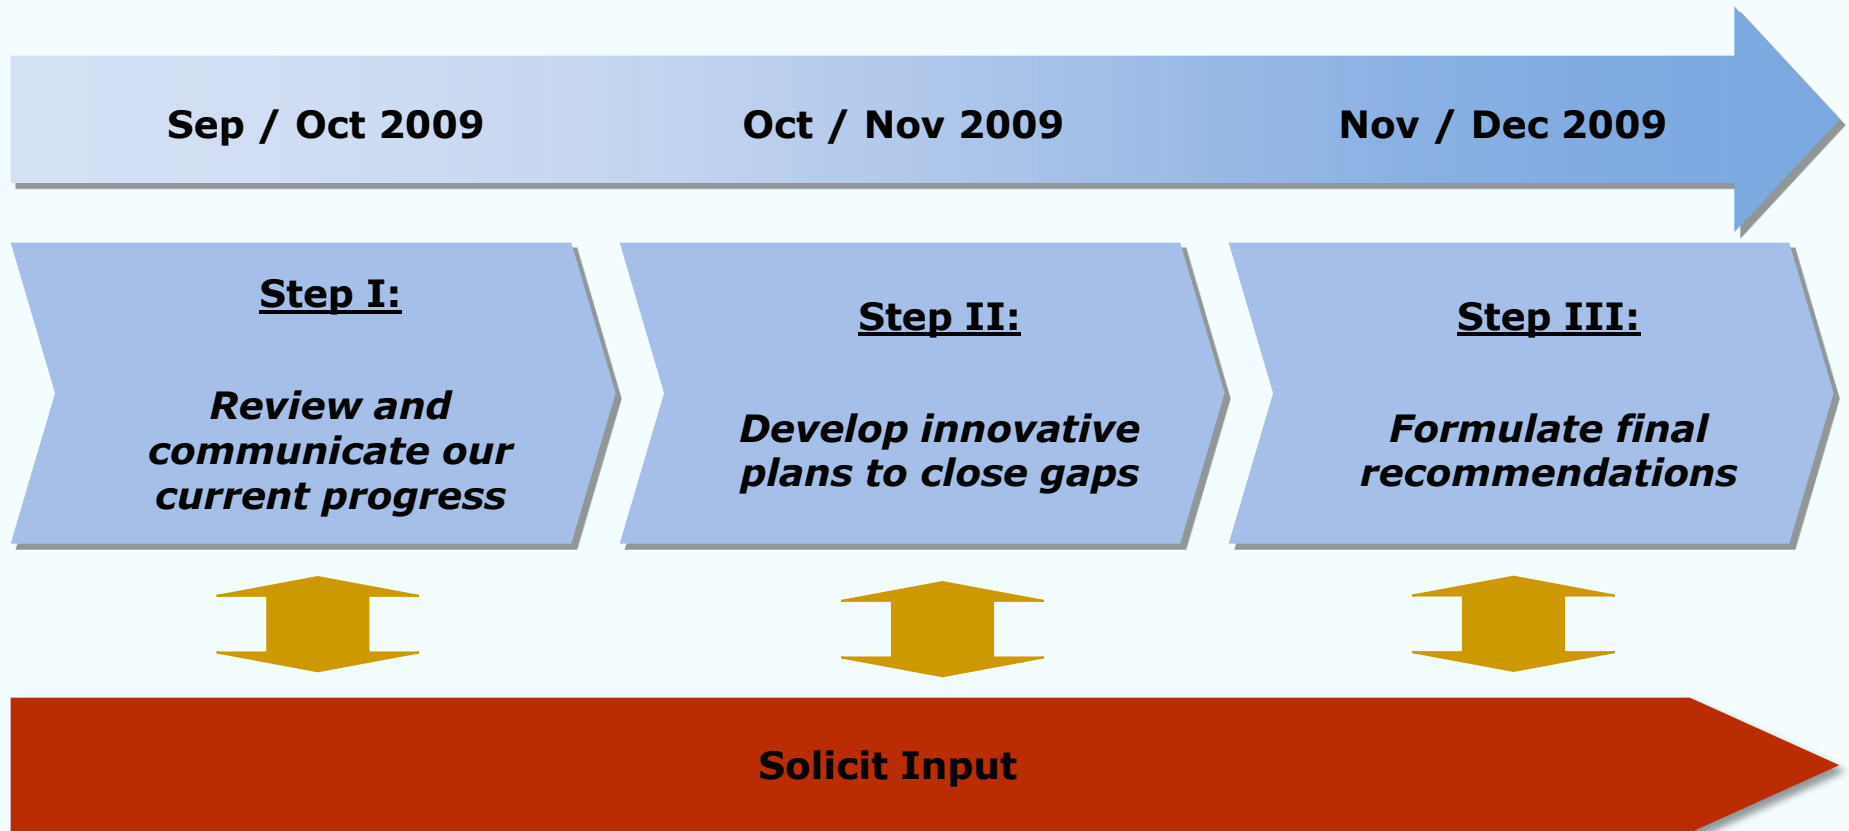 Sep / Oct 2009
Oct / Nov 2009
Nov / Dec 2009
Step I:
Review and
communicate our
current progress
Step II:
Develop innovative
plans to close gaps
Step III:
Formulate final
recommendations
Solicit Input